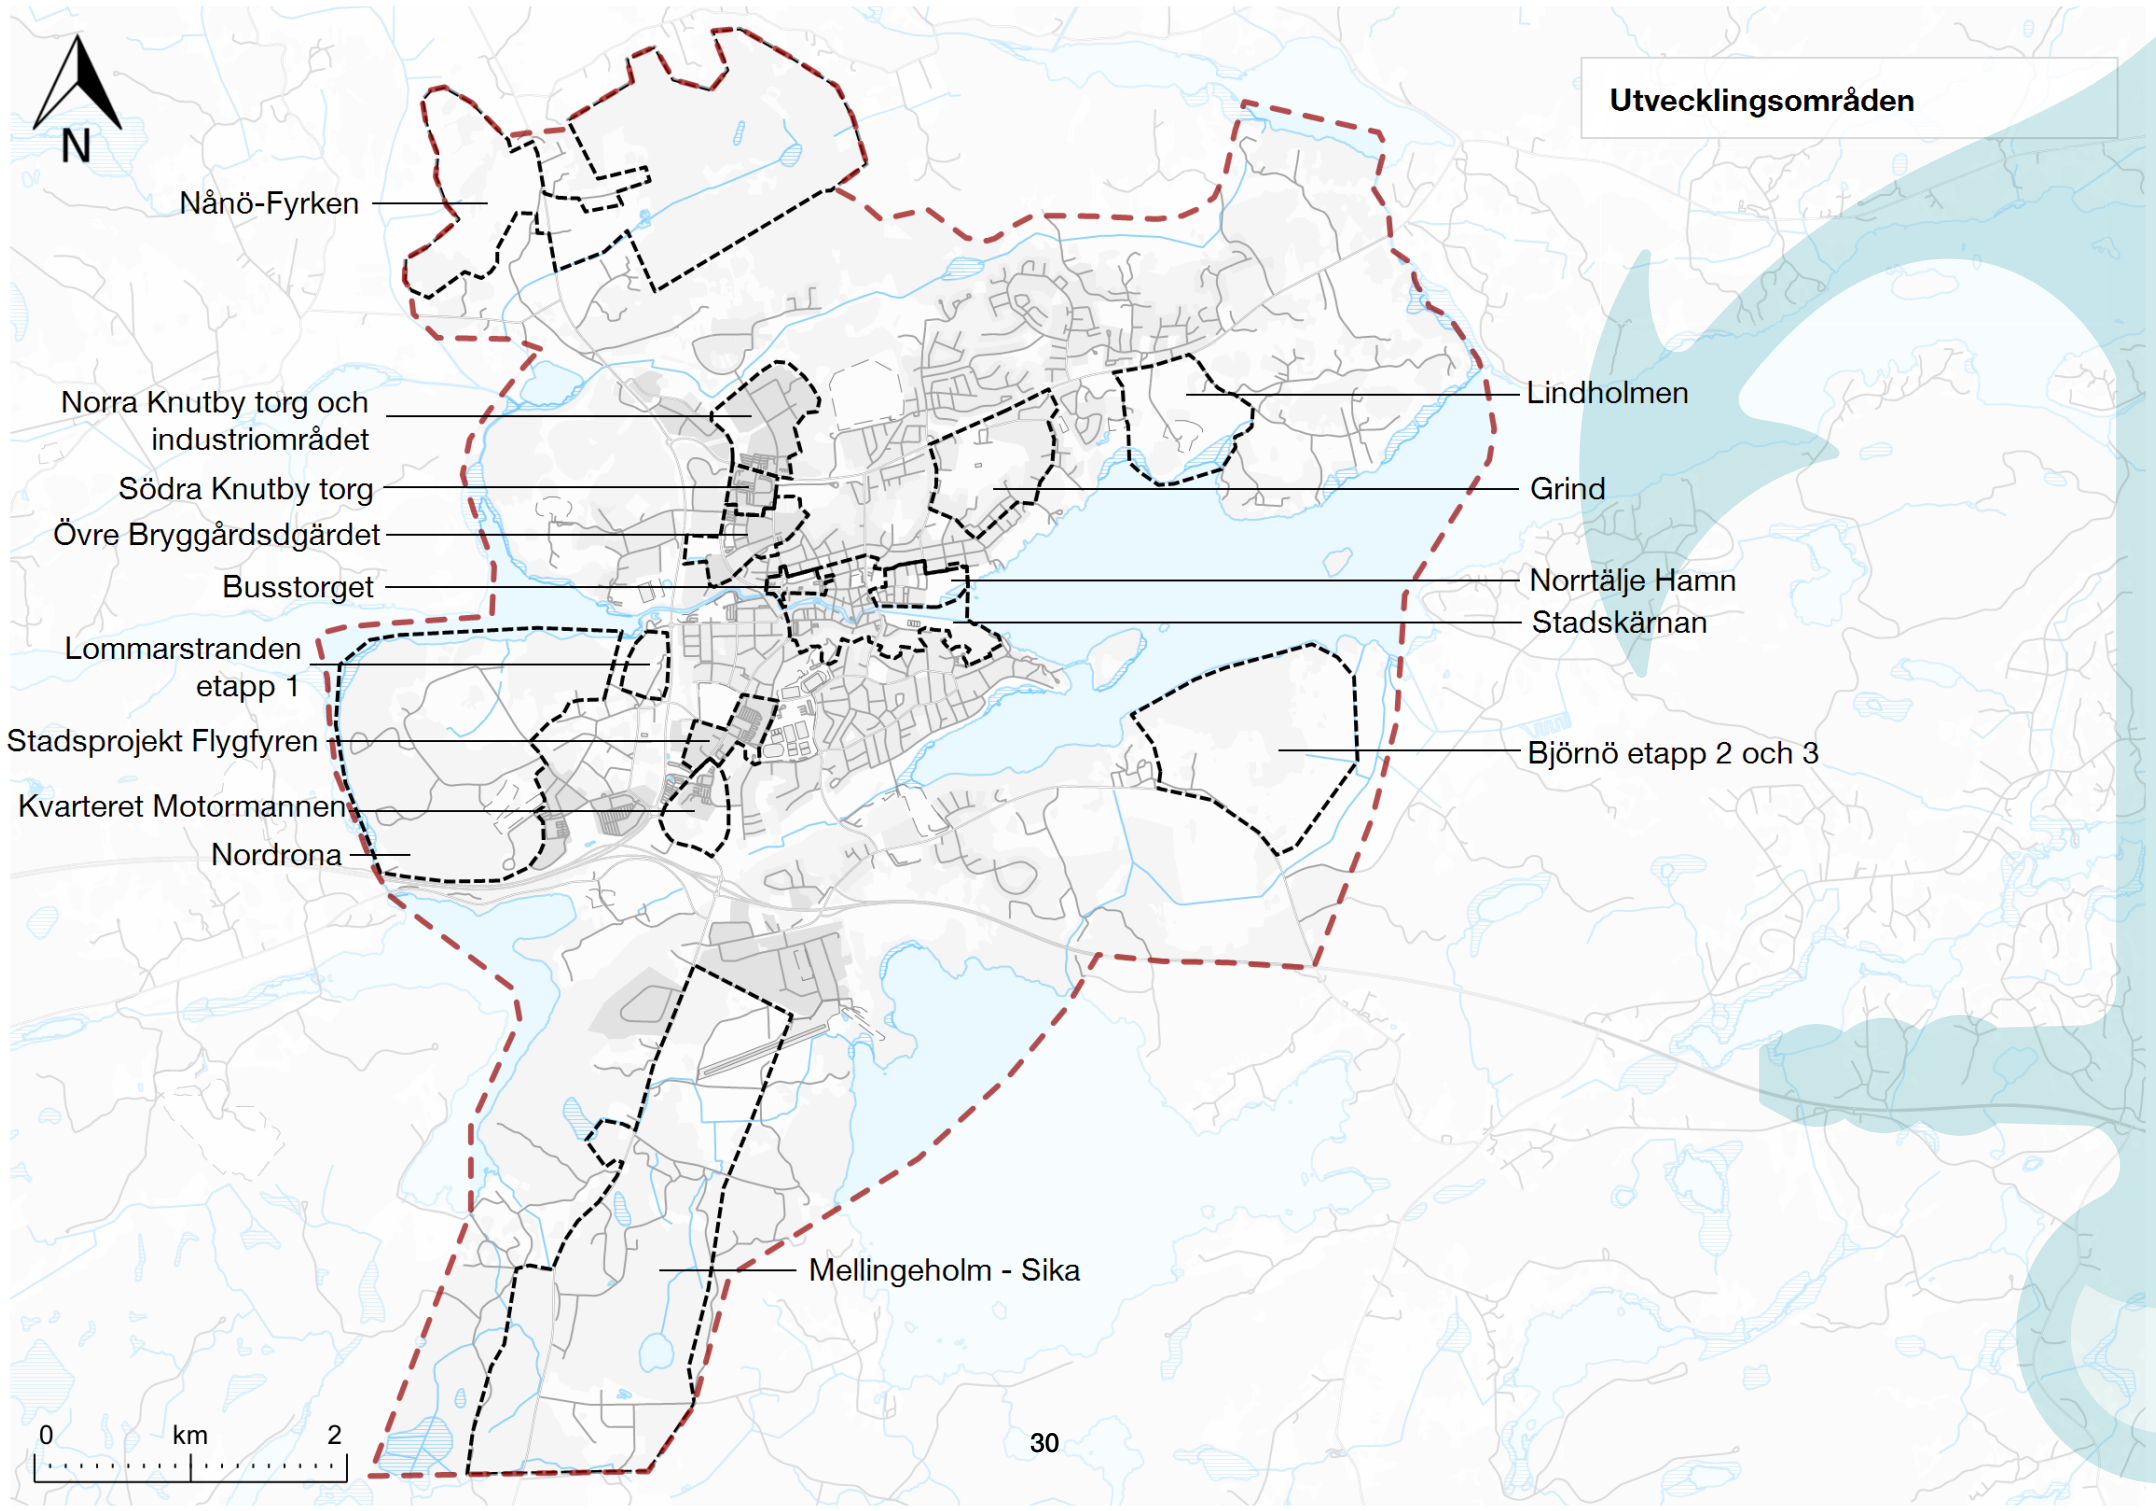 Utvecklingsområden
N
Nånö-Fyrken
Norra Knutby torg och
industriområdet
Södra Knutby torg
Övre Bryggårdsdgärdet
Busstorget
Lommarstranden
etapp 1
Stadsprojekt Flygfyren
Kvarteret Motormannen
Nordrona
Lindholmen
Grind
Norrtälje Hamn
Stadskärnan
Björnö etapp 2 och 3
Mellingeholm - Sika
0 km 2
30